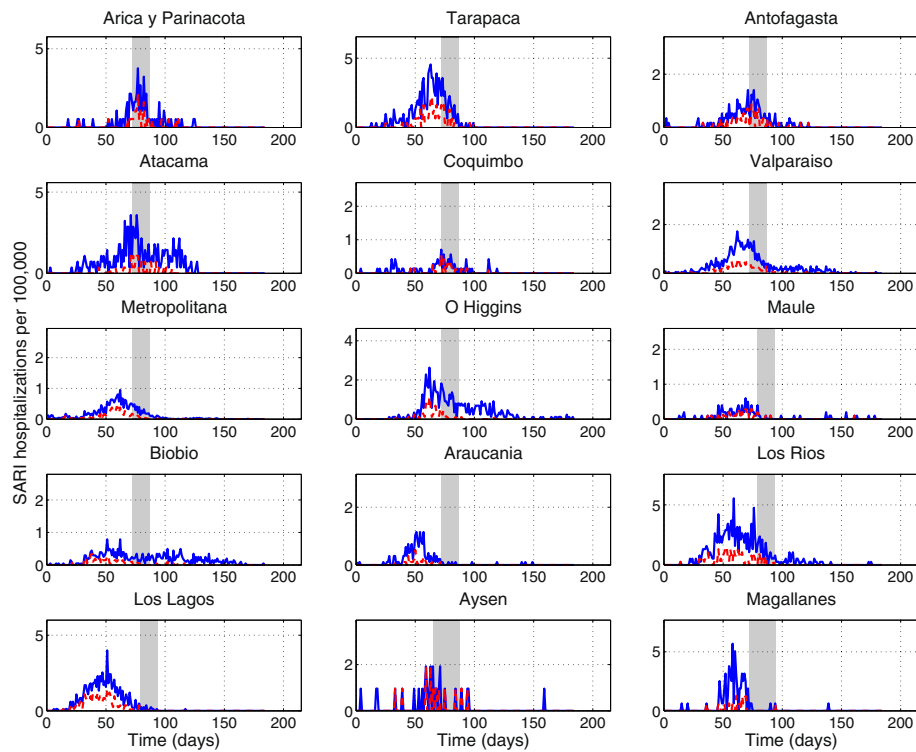 Arica y Parinacota Tarapaca Antofagasta
5 5 2
0 0 0
0 50 100 150 200 0 50 100 150 200 0 50 100 150 200
Atacama Coquimbo Valparaiso
5 2 2
1
0 0 0
0 50 100 150 200 0 50 100 150 200 0 50 100 150 200
SARI hospitalizations per 100,000
Metropolitana O Higgins Maule
2 4 2
1 2 1
0 0 0
0 50 100 150 200 0 50 100 150 200 0 50 100 150 200
Biobio Araucania Los Rios
2 2 5
1 1
0 0 0
0 50 100 150 200 0 50 100 150 200 0 50 100 150 200
Los Lagos Aysen Magallanes
5 4 5
2
0 0 0
0 50 100 150 200 0 50 100 150 200 0 50 100 150 200
Time (days) Time (days) Time (days)